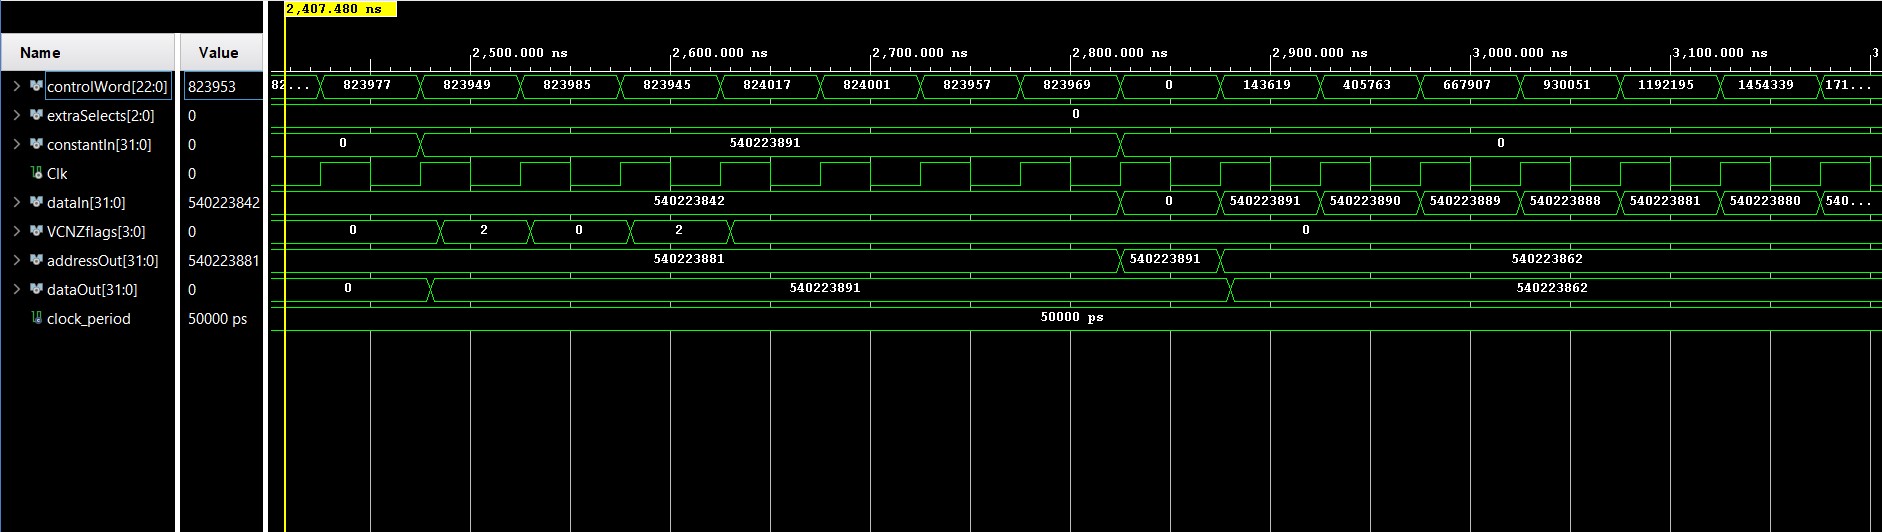 2,407.480 ns
Name Value
2,500.000 ns 2,600.000 ns 2,700.000 ns 2,800.000 ns 2,900.000 ns 3,000.000 ns 3,100.000 ns 3
controlWord[22:0] 823953 82... 823977 823949 823985 823945 824017 824001 823957 823969 0 143619 405763 667907 930051 1192195 1454339 171...
extraSelects[2:0] 0 0
constantIn[31:0] 0 0 540223891 0
Clk 0
dataIn[31:0] 540223842 540223842 0 540223891 540223890 540223889 540223888 540223881 540223880 540...
VCNZflags[3:0] 0 0 2 0 2 0
addressOut[31:0] 540223881 540223881 540223891 540223862
dataOut[31:0] 0 0 540223891 540223862
clock_period 50000 ps 50000 ps